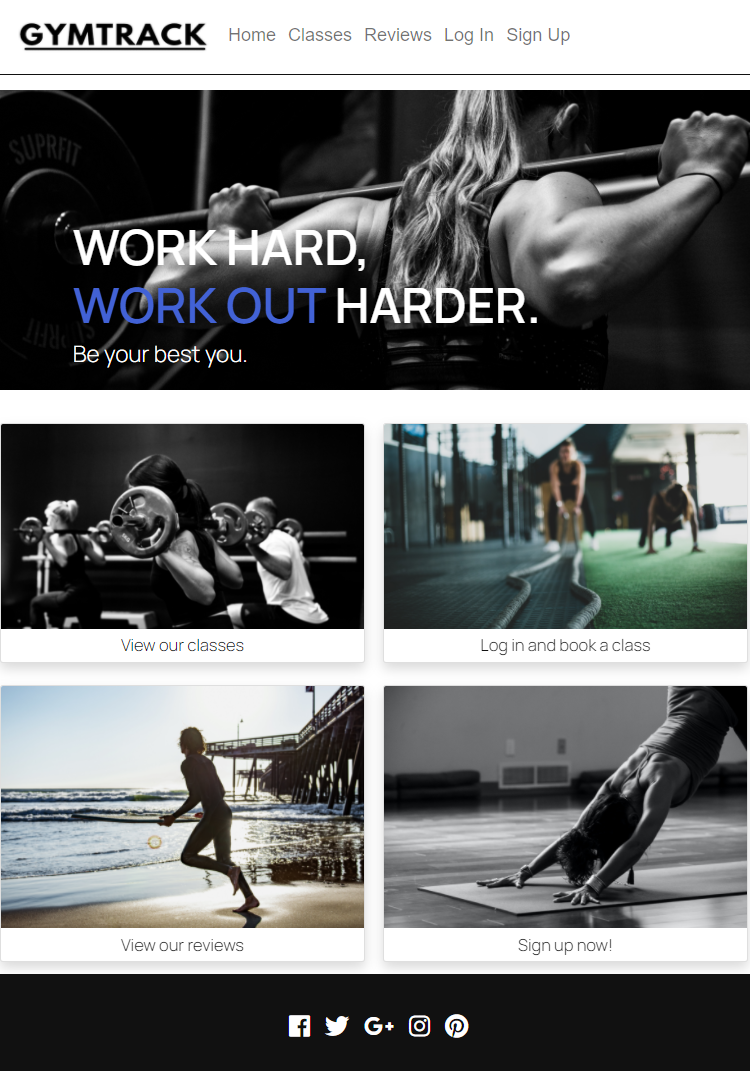 GYMTRACK Home Classes Reviews Log In Sign Up
SUPRFIT
WORK HARD,
WORK OUT HARDER.
Be your best you.
View our classes
Log in and book a class
View our reviews
Sign up now!